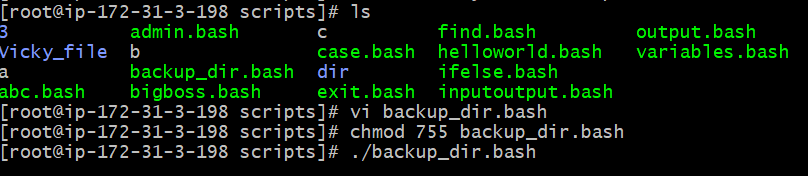 [root@ip-172-31-3-198 scripts]# ls
3 admin.bash c find.bash output.bash
Vicky_file b case.bash helloworld.bash variables.bash
a backup_dir.bash dir ifelse.bash
abc.bash bigboss.bash exit.bash inputoutput.bash
[root@ip-172-31-3-198 scripts]# vi backup_dir.bash
[root@ip-172-31-3-198 scripts]# chmod 755 backup_dir.bash
[root@ip-172-31-3-198 scripts]# ./backup_dir.bash